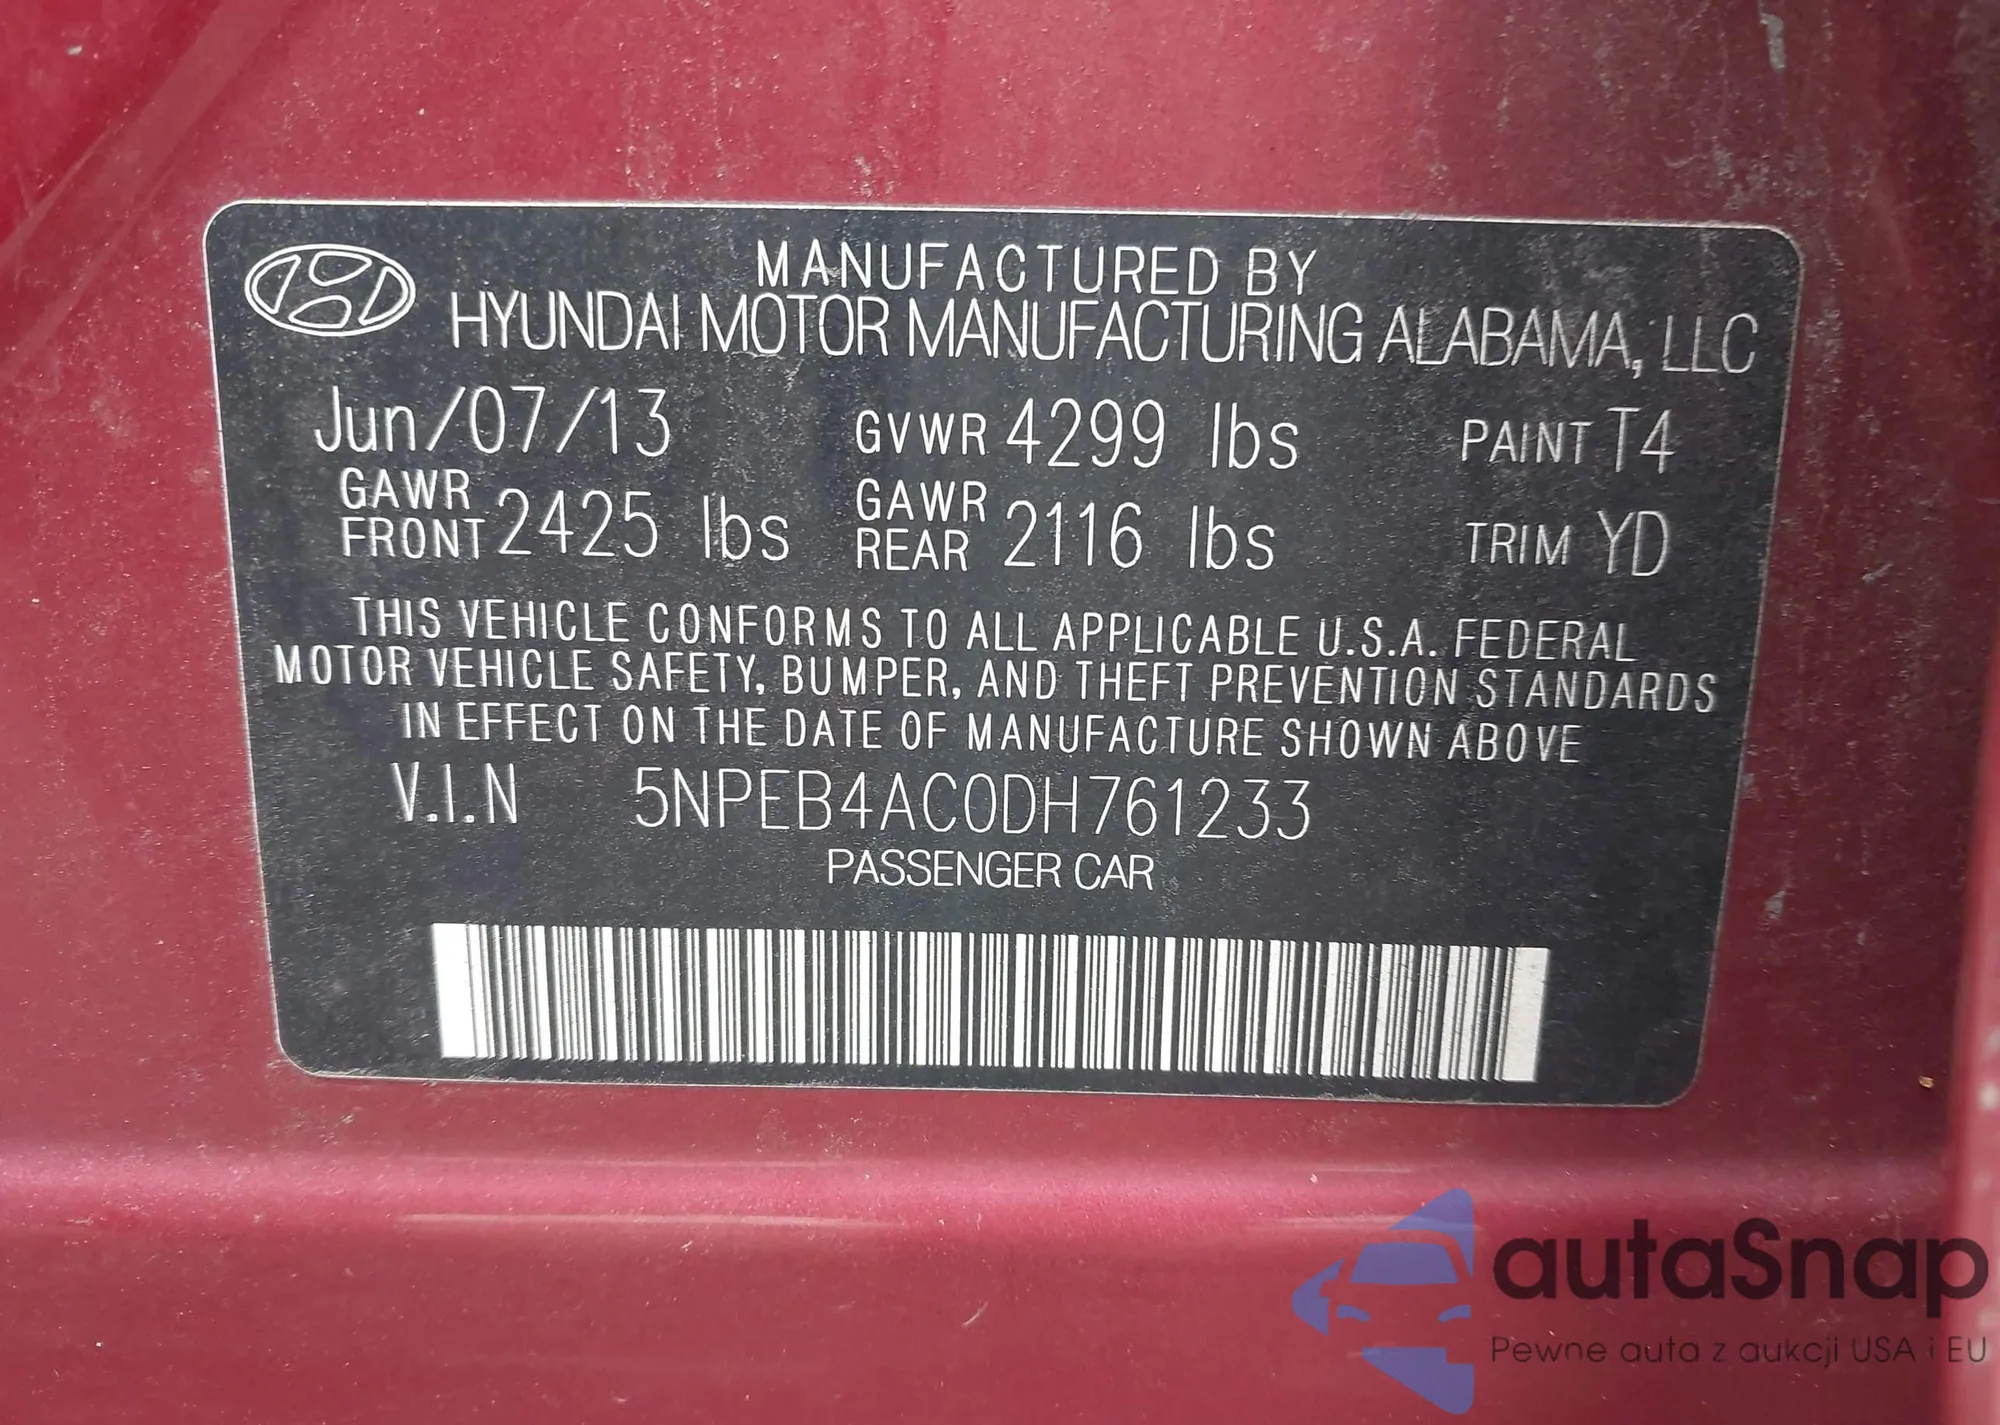 MANUFACTURED BY
HYUNDAI MOTOR MANUFACTURING ALABAMA, LLC
Jun/07/13 GVWR 4299 lbs PAINT T4
GAWR FRONT 2425 lbs GAWR REAR 2116 lbs TRIM YD
THIS VEHICLE CONFORMS TO ALL APPLICABLE U.S.A. FEDERAL
MOTOR VEHICLE SAFETY, BUMPER, AND THEFT PREVENTION STANDARDS
IN EFFECT ON THE DATE OF MANUFACTURE SHOWN ABOVE
V.I.N 5NPEB4AC0DH761233
PASSENGER CAR
autaSnap
Pewne auta z aukcji USA i EU